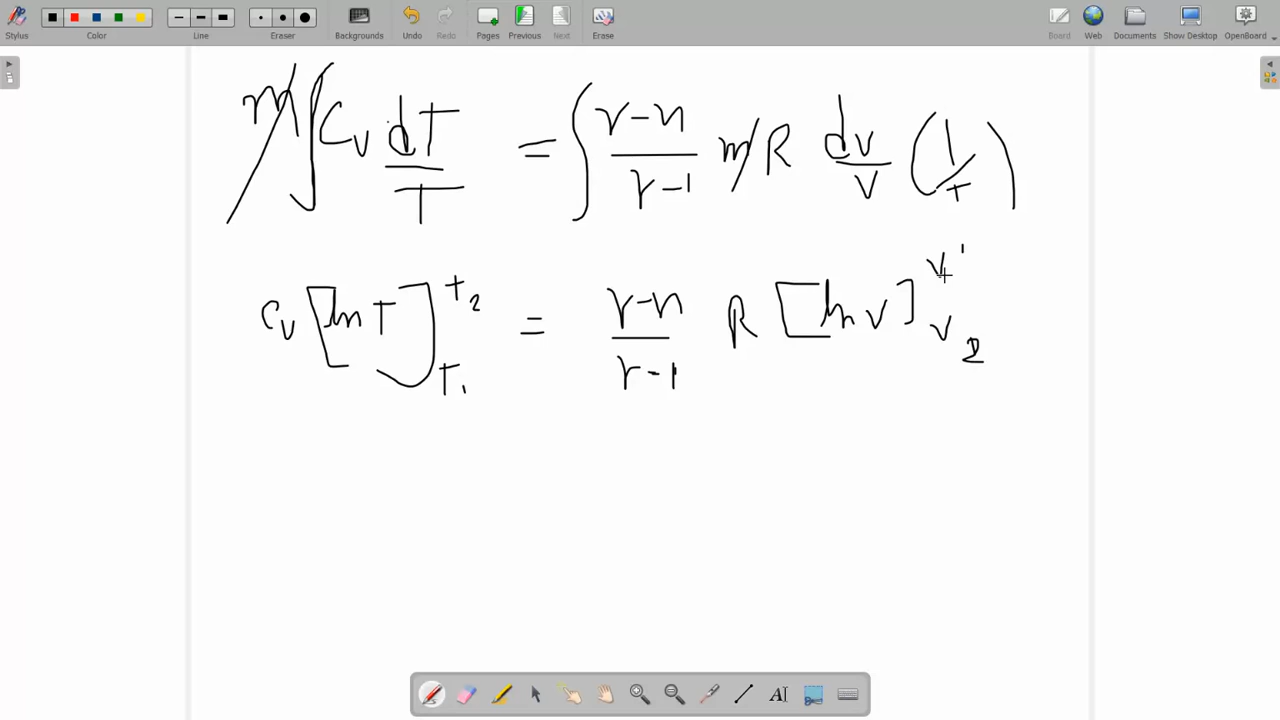 Stylus Color Line Eraser Backgrounds Undo Redo Pages Previous Next Erase Board Web Documents Show Desktop OpenBoard
m ∫ Cv dT/T = ∫ (γ-n)/(γ-1) m R dv/v (1/T)
Cv [ln T]T1 T2 = (γ-n)/(γ-1) R [ln v]v2 v1